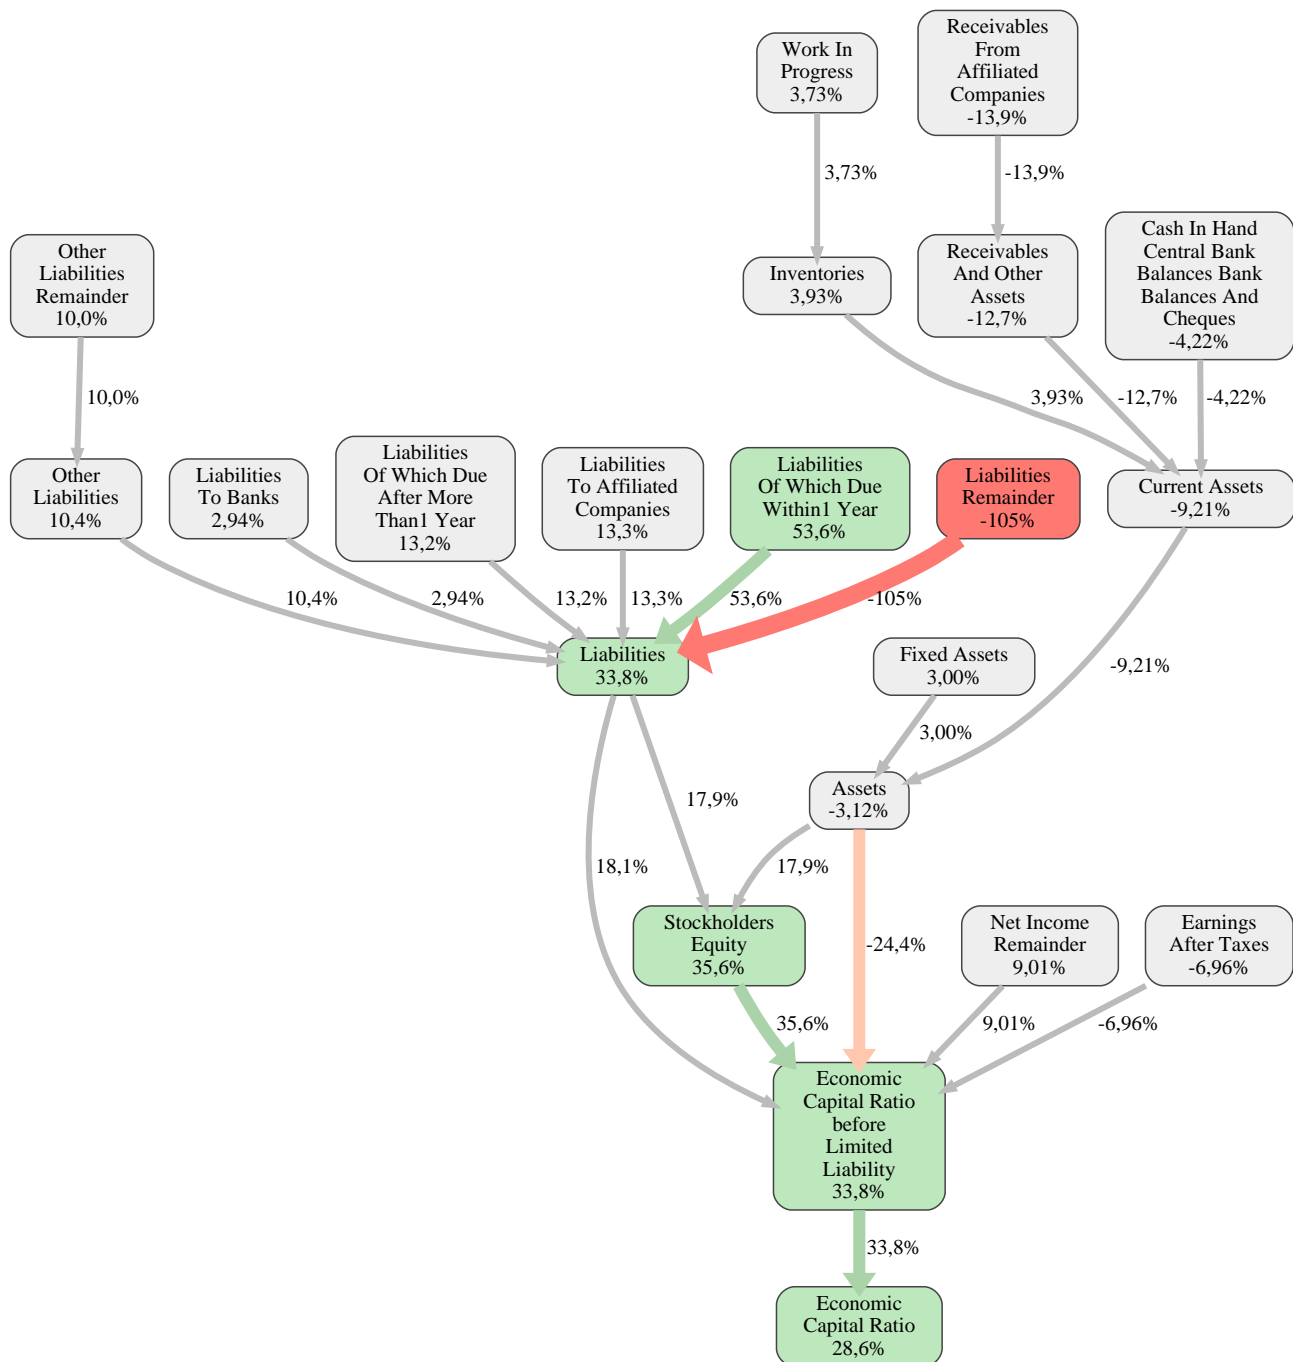 Work In
Progress
3,73%
Receivables
From
Affiliated
Companies
-13,9%
3,73%
-13,9%
Other
Liabilities
Remainder
10,0%
Inventories
3,93%
Receivables
And Other
Assets
-12,7%
Cash In Hand
Central Bank
Balances Bank
Balances And
Cheques
-4,22%
10,0%
3,93%
-12,7%
-4,22%
Other
Liabilities
10,4%
Liabilities
To Banks
2,94%
Liabilities
Of Which Due
After More
Than1 Year
13,2%
Liabilities
To Affiliated
Companies
13,3%
Liabilities
Of Which Due
Within1 Year
53,6%
Liabilities
Remainder
-105%
Current Assets
-9,21%
10,4%
2,94%
13,2%
13,3%
53,6%
-105%
Liabilities
33,8%
Fixed Assets
3,00%
-9,21%
3,00%
Assets
-3,12%
17,9%
18,1%
17,9%
Stockholders
Equity
35,6%
-24,4%
Net Income
Remainder
9,01%
Earnings
After Taxes
-6,96%
35,6%
9,01%
-6,96%
Economic
Capital Ratio
before
Limited
Liability
33,8%
33,8%
Economic
Capital Ratio
28,6%